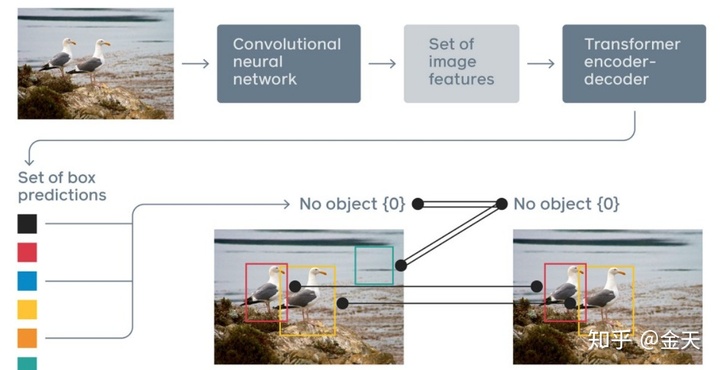 Convolutional
neural
network
Set of
image
features
Transformer
encoder-
decoder
Set of box
predictions
No object {0}
No object {0}
知乎 @金天